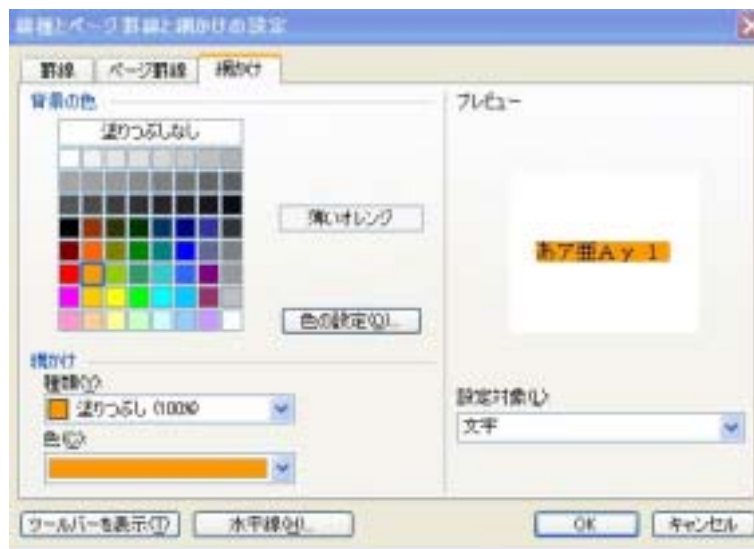 線種とページ罫線と網かけの設定
罫線
ページ罫線
網かけ
背景の色
塗りつぶしなし
薄いオレンジ
色の設定(O)...
網かけ
種類(Y):
塗りつぶし (100%)
色(C):
プレビュー
あア亜Ay 1
設定対象(L):
文字
ツールバーを表示(T)
水平線(H)...
OK
キャンセル